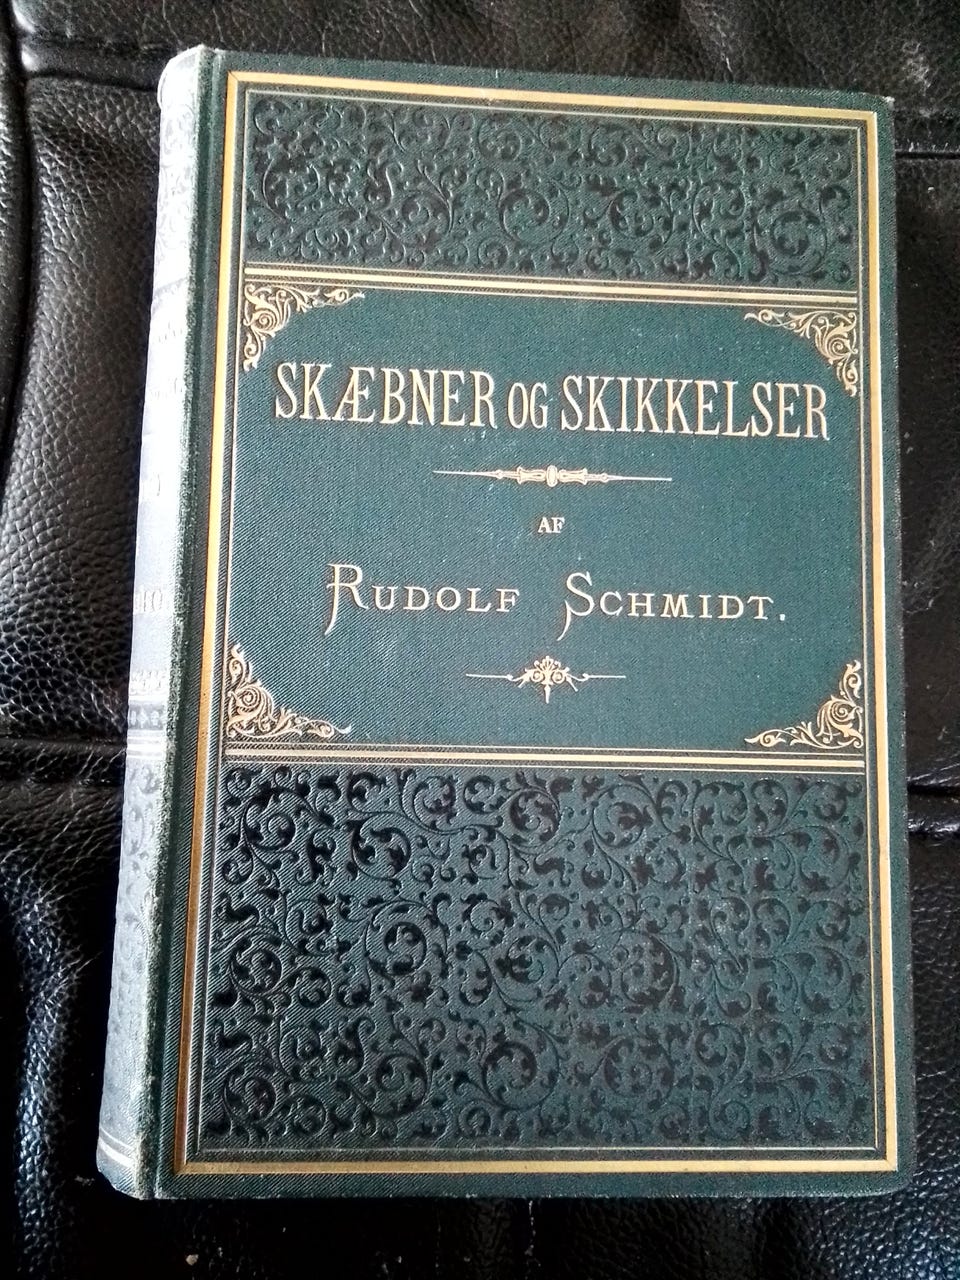 SKÆBNER OG SKIKKELSER
AF
RUDOLF SCHMIDT.